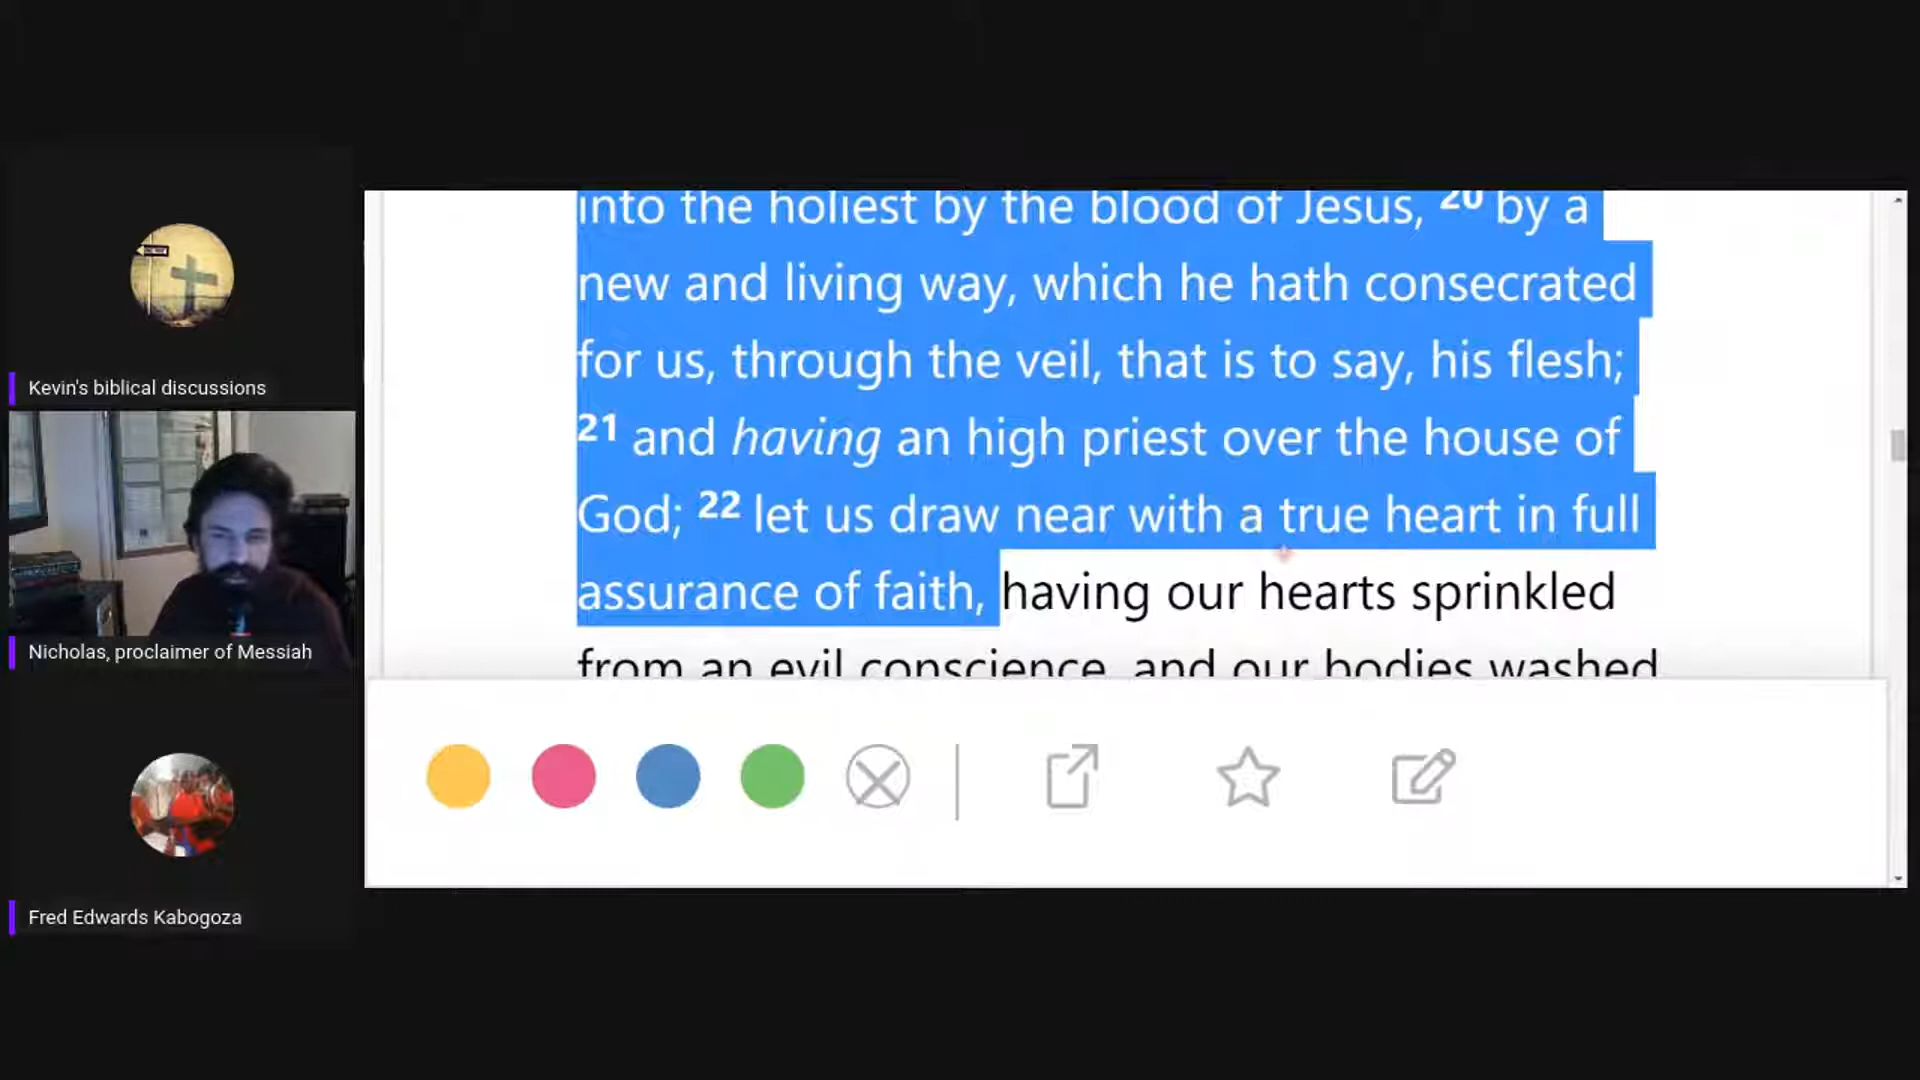 Kevin's biblical discussions
Nicholas, proclaimer of Messiah
Fred Edwards Kabogoza
into the holiest by the blood of Jesus, 20 by a
new and living way, which he hath consecrated
for us, through the veil, that is to say, his flesh;
21 and having an high priest over the house of
God; 22 let us draw near with a true heart in full
assurance of faith, having our hearts sprinkled
from an evil conscience, and our bodies washed